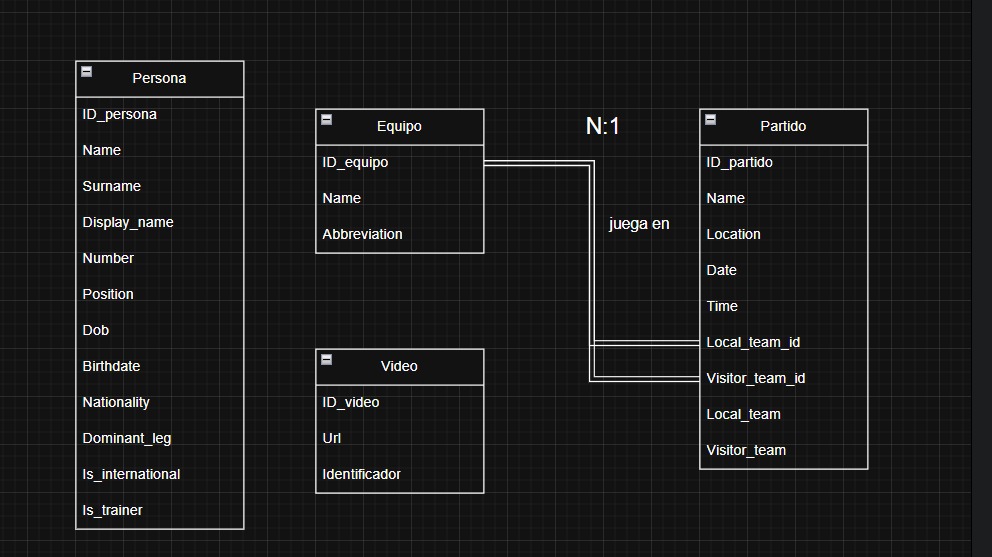 Persona
ID_persona
Name
Surname
Display_name
Number
Position
Dob
Birthdate
Nationality
Dominant_leg
Is_international
Is_trainer
Equipo
ID_equipo
Name
Abbreviation
Video
ID_video
Url
Identificador
N:1
juega en
Partido
ID_partido
Name
Location
Date
Time
Local_team_id
Visitor_team_id
Local_team
Visitor_team